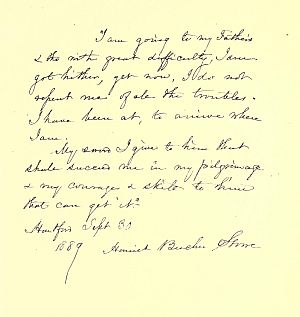 I am going to my Fathers
& tho with great difficulty, I am
got hither, yet now, I do not
repent me of all the troubles
I have been at, to arrive where
I am.
My sword I give to him that
shall succeed me in my pilgrimage
& my courage & skill to him
that can get it.
Hartford Sept 30
1889 Harriet Beecher Stowe